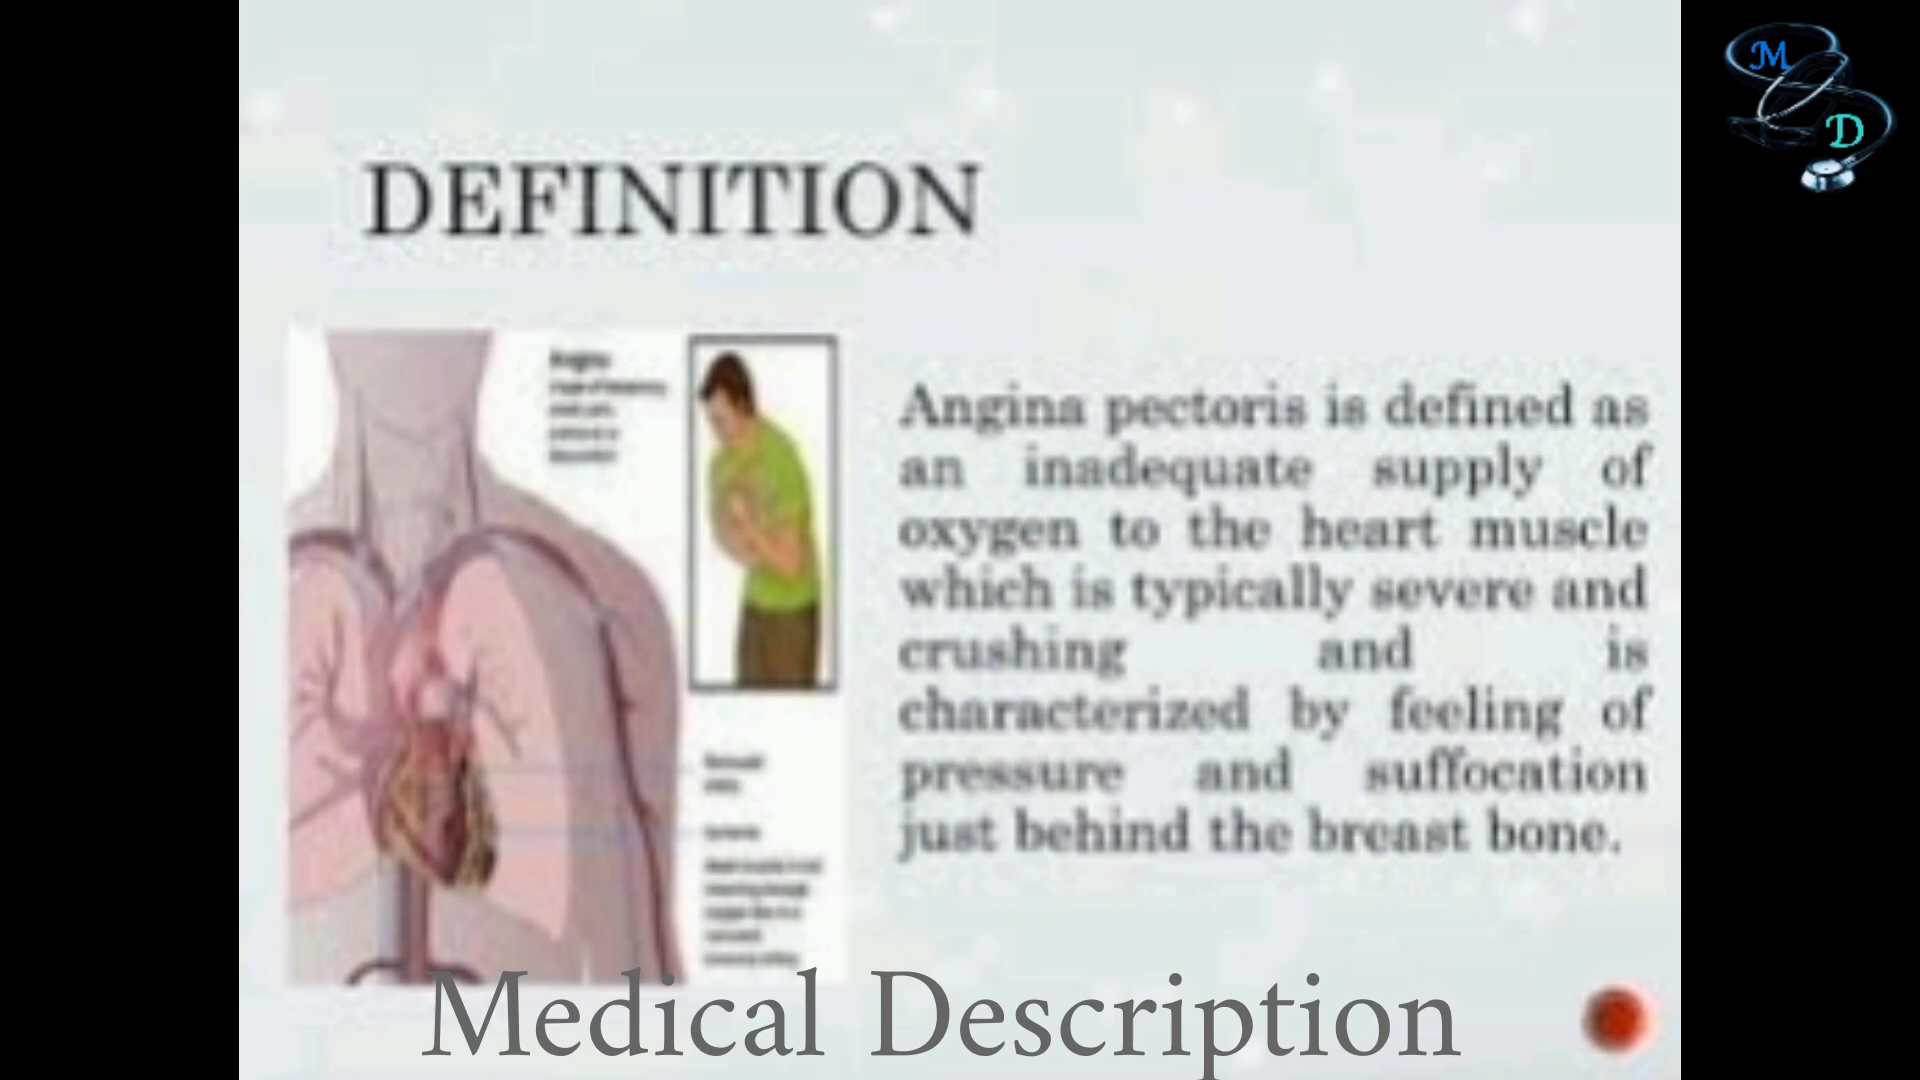 M
D
DEFINITION
Angina
Angina pectoris is defined as
an inadequate supply of
oxygen to the heart muscle
which is typically severe and
crushing and is
characterized by feeling of
pressure and suffocation
just behind the breast bone.
Medical Description